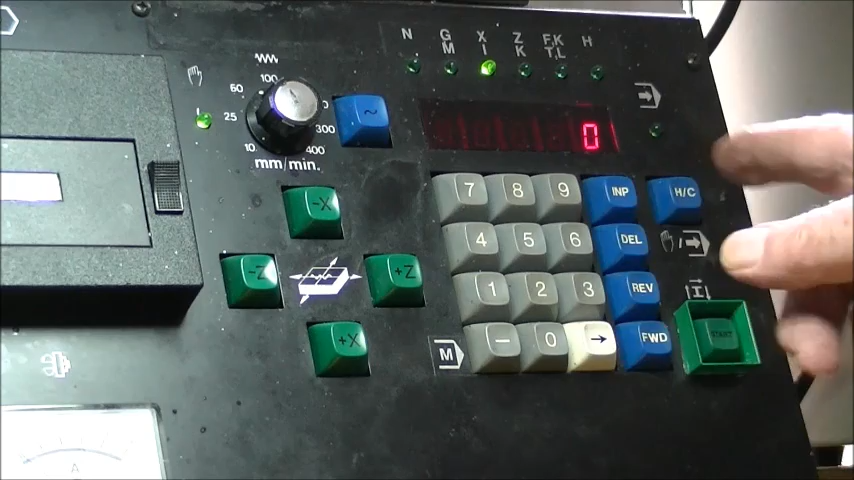 N G X Z F,K H
M I K T,L
100
60
25
300
10 400
mm/min.
~
0
7 8 9 INP H/C
-X
4 5 6 DEL
-Z +Z
1 2 3 REV
START
+X
M - 0 → FWD
A